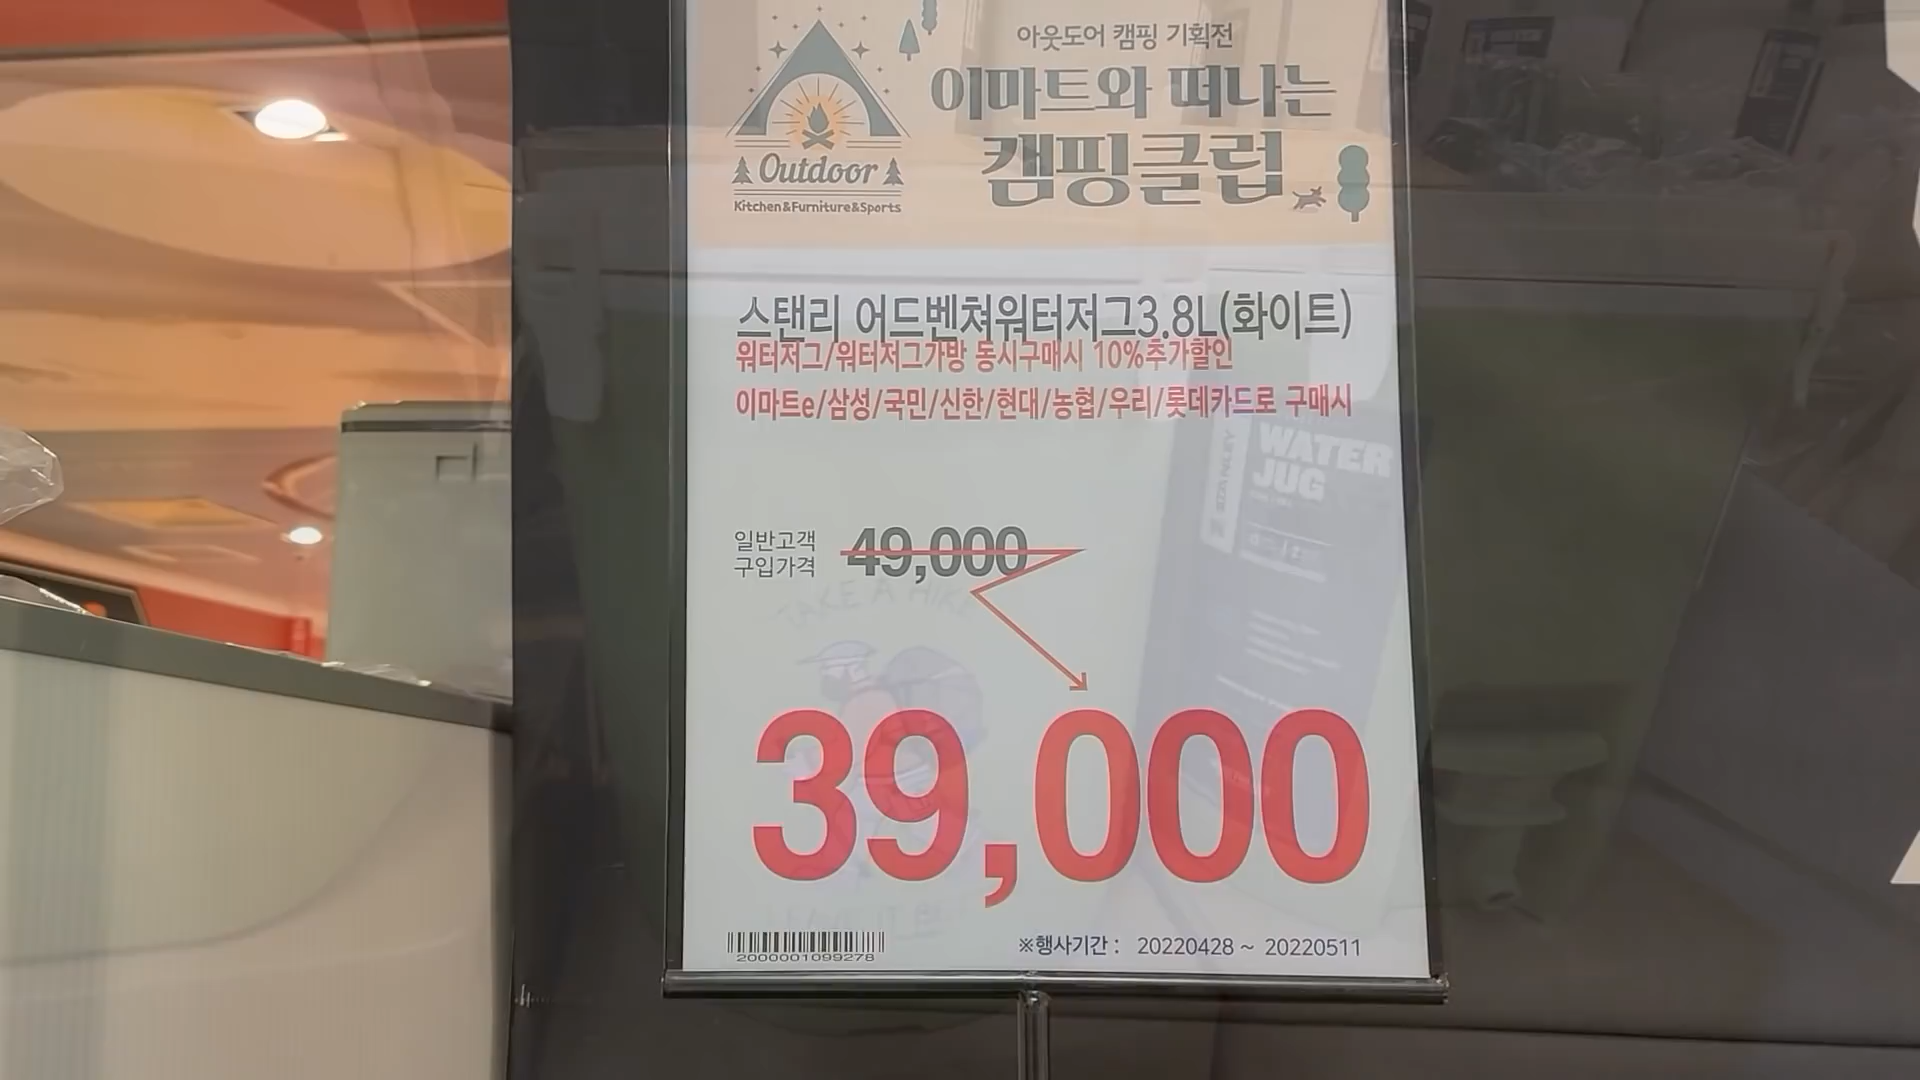 아웃도어 캠핑 기획전
이마트와 떠나는
캠핑클럽
Outdoor
Kitchen&Furniture&Sports
스탠리 어드벤쳐워터저그3.8L(화이트)
워터저그/워터저그가방 동시구매시 10%추가할인
이마트e/삼성/국민/신한/현대/농협/우리/롯데카드로 구매시
STANLEY
WATER
JUG
일반고객
구입가격
49,000
TAKE A HIKE
39,000
2000001099278
※행사기간 : 20220428 ~ 20220511